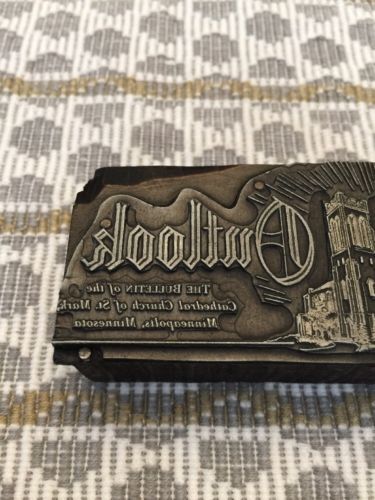 Outlook
THE BULLETIN of the
Cathedral Church of St. Mark
Minneapolis, Minnesota